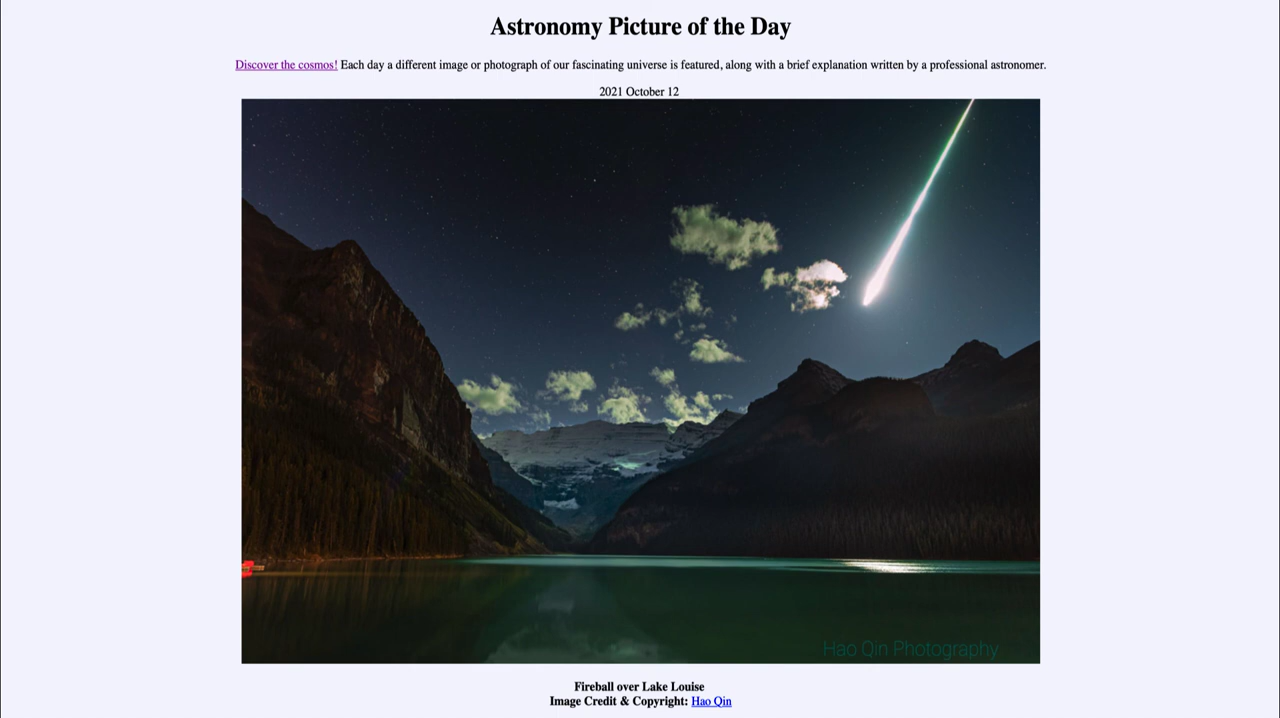 Astronomy Picture of the Day
Discover the cosmos! Each day a different image or photograph of our fascinating universe is featured, along with a brief explanation written by a professional astronomer.
2021 October 12
Hao Qin Photography
Fireball over Lake Louise
Image Credit & Copyright: Hao Qin